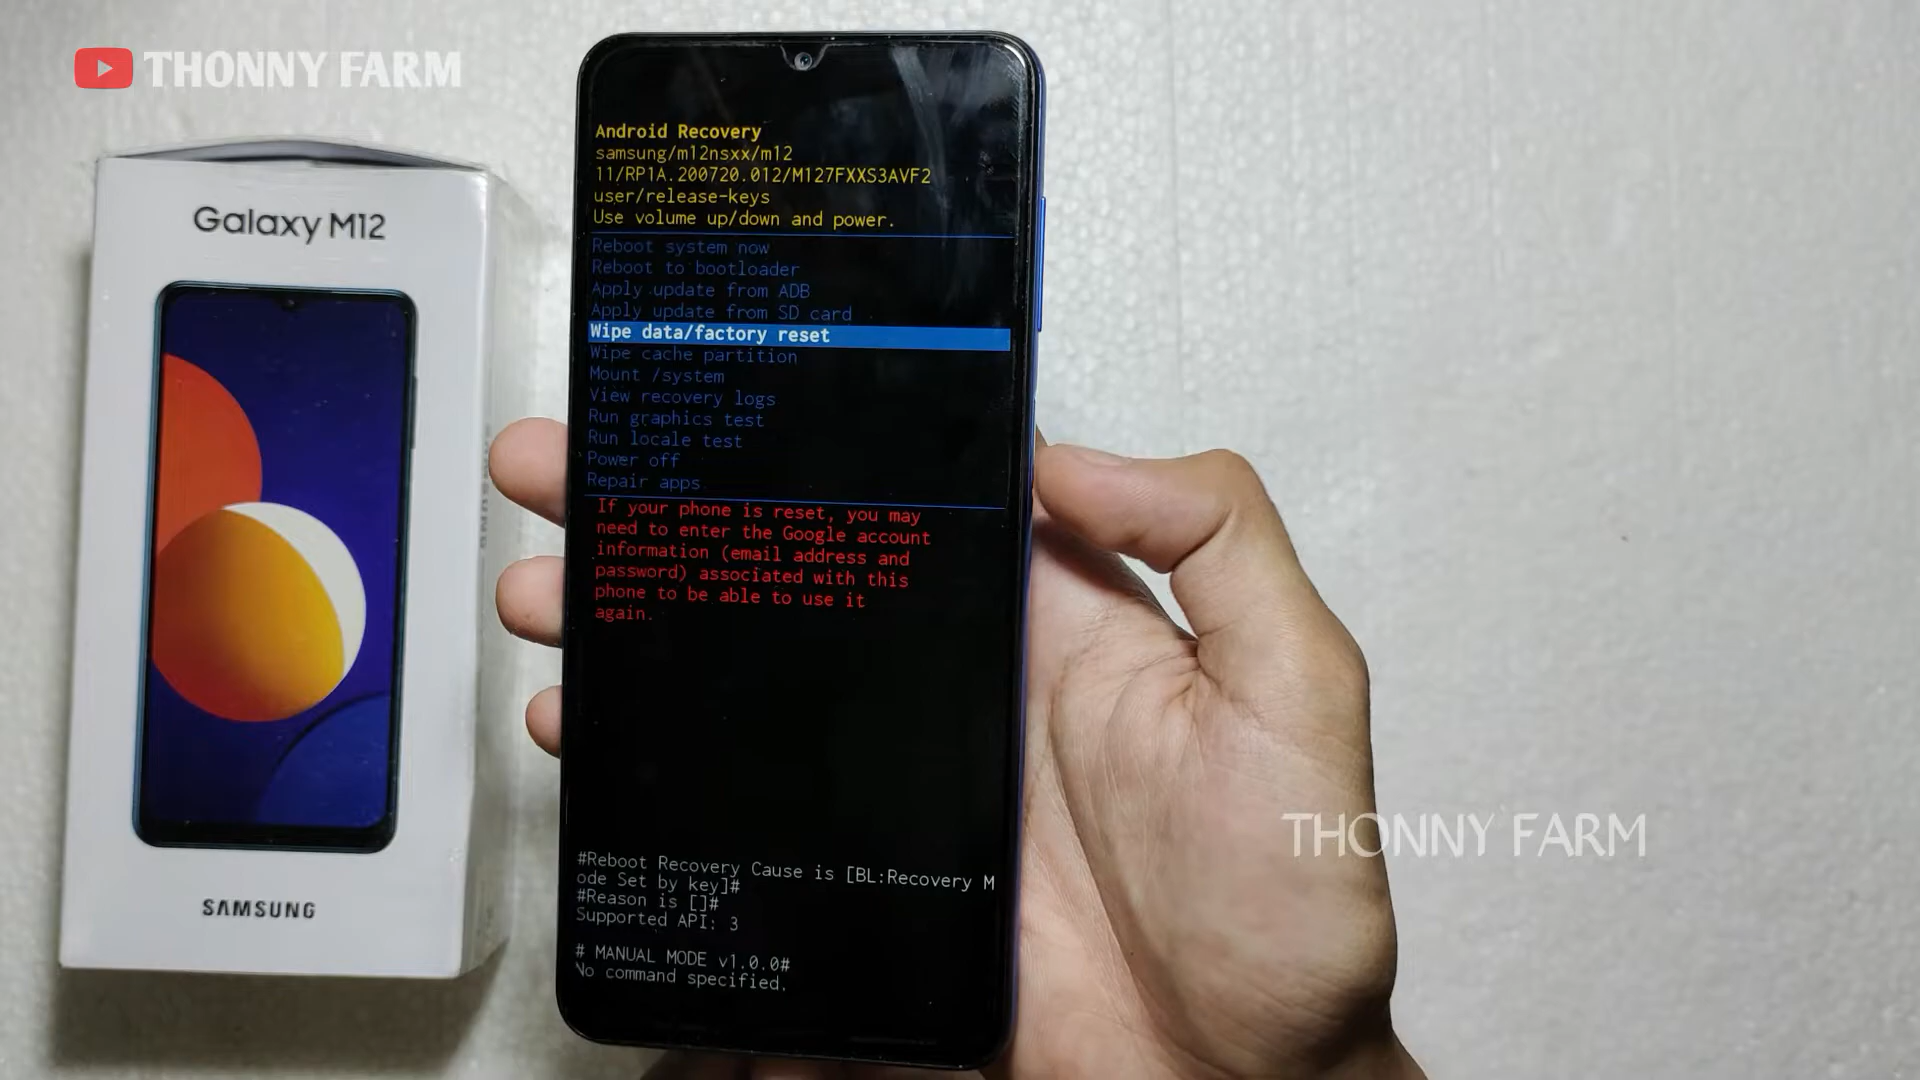 THONNY FARM
Galaxy M12
SAMSUNG
Android Recovery
samsung/m12nsxx/m12
11/RP1A.200720.012/M127FXXS3AVF2
user/release-keys
Use volume up/down and power.
Reboot system now
Reboot to bootloader
Apply update from ADB
Apply update from SD card
Wipe data/factory reset
Wipe cache partition
Mount /system
View recovery logs
Run graphics test
Run locale test
Power off
Repair apps
If your phone is reset, you may
need to enter the Google account
information (email address and
password) associated with this
phone to be able to use it
again.
#Reboot Recovery Cause is [BL:Recovery M
ode Set by key]#
#Reason is []#
Supported API: 3
# MANUAL MODE v1.0.0#
No command specified.
SAMSUNG
THONNY FARM